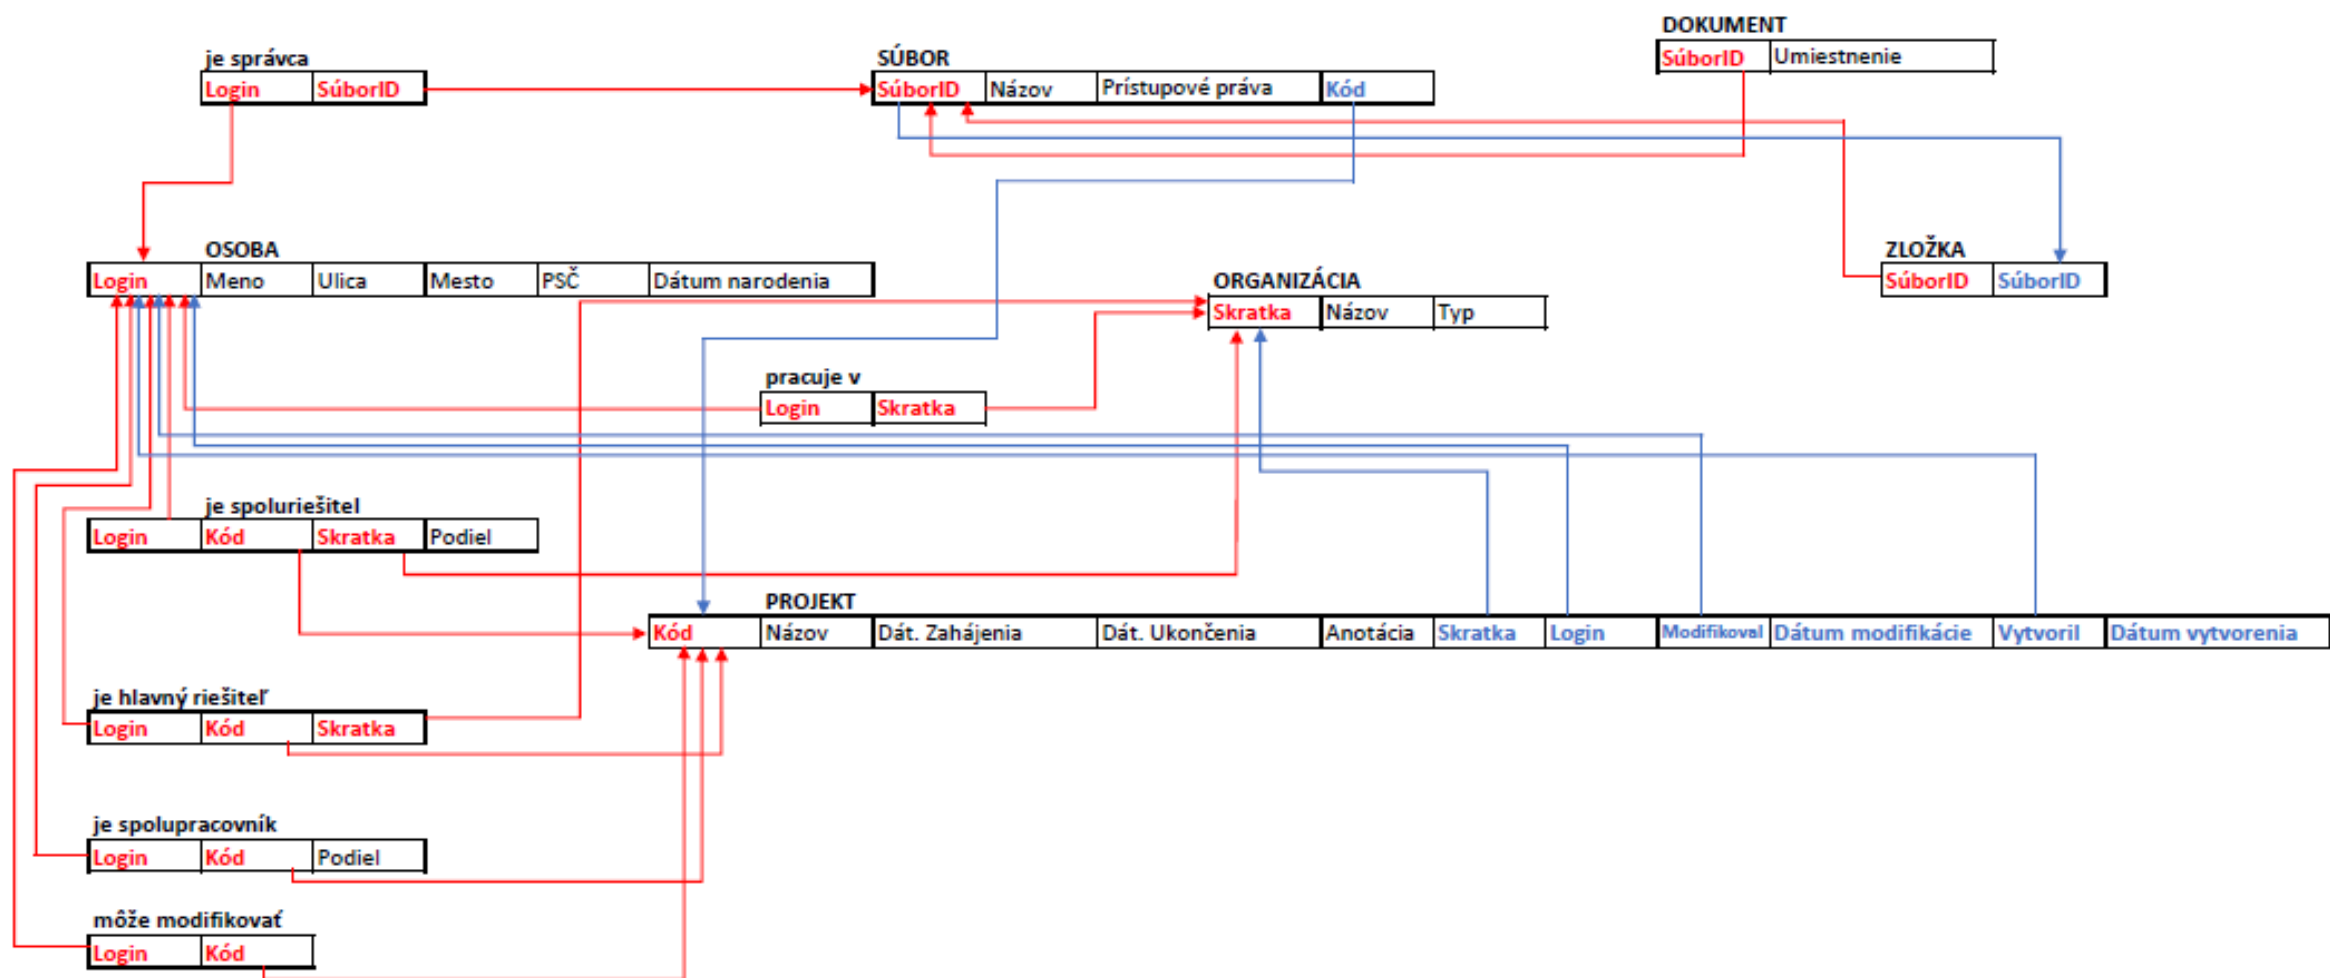 DOKUMENT
SúborID Umiestnenie
je správca
Login SúborID
SÚBOR
SúborID Názov Prístupové práva Kód
OSOBA
Login Meno Ulica Mesto PSČ Dátum narodenia
ORGANIZÁCIA
Skratka Názov Typ
ZLOŽKA
SúborID SúborID
pracuje v
Login Skratka
je spoluriešitel
Login Kód Skratka Podiel
PROJEKT
Kód Názov Dát. Zahájenia Dát. Ukončenia Anotácia Skratka Login Modifikoval Dátum modifikácie Vytvoril Dátum vytvorenia
je hlavný riešiteľ
Login Kód Skratka
je spolupracovník
Login Kód Podiel
môže modifikovať
Login Kód